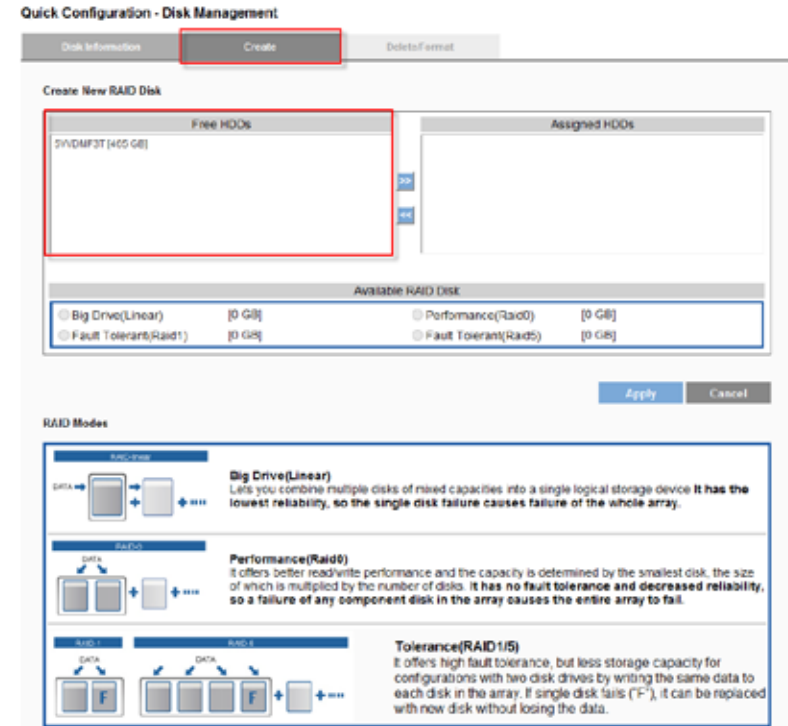 Quick Configuration - Disk Management
Disk Information Create Delete/Format
Create New RAID Disk
Free HDDs Assigned HDDs
[465 GB]
>>
<<
Available RAID Disk
Big Drive(Linear) [0 GB] Performance(Raid0) [0 GB]
Fault Tolerant(Raid1) [0 GB] Fault Tolerant(Raid5) [0 GB]
Apply Cancel
RAID Modes
RAID-linear
DATA
Big Drive(Linear)
Lets you combine multiple disks of mixed capacities into a single logical storage device It has the
lowest reliability, so the single disk failure causes failure of the whole array.
RAID-0
DATA
Performance(Raid0)
It offers better read/write performance and the capacity is determined by the smallest disk, the size
of which is multiplied by the number of disks. It has no fault tolerance and decreased reliability,
so a failure of any component disk in the array causes the entire array to fail.
RAID-1
DATA
F
DATA
F
Tolerance(RAID1/5)
It offers high fault tolerance, but less storage capacity for
configurations with two disk drives by writing the same data to
each disk in the array. If single disk fails ("F"), it can be replaced
with new disk without losing the data.